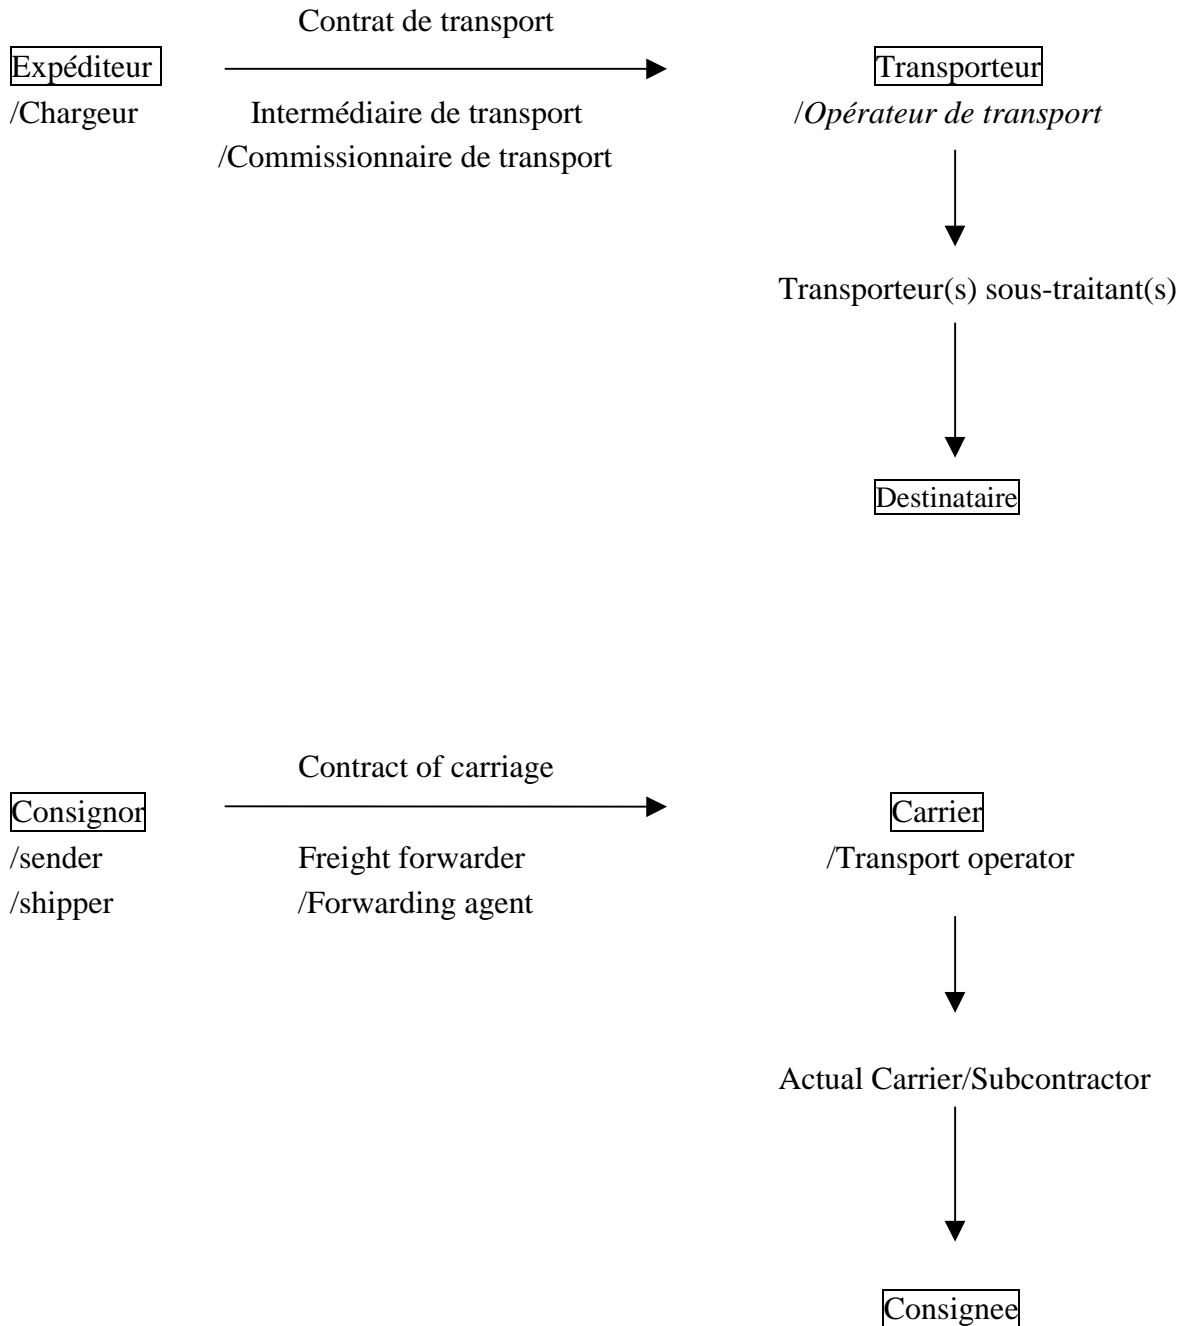 Contrat de transport
Expéditeur
Transporteur
/Chargeur
Intermédiaire de transport
/Opérateur de transport
/Commissionnaire de transport
Transporteur(s) sous-traitant(s)
Destinataire
Contract of carriage
Consignor
Carrier
/sender
Freight forwarder
/Transport operator
/shipper
/Forwarding agent
Actual Carrier/Subcontractor
Consignee